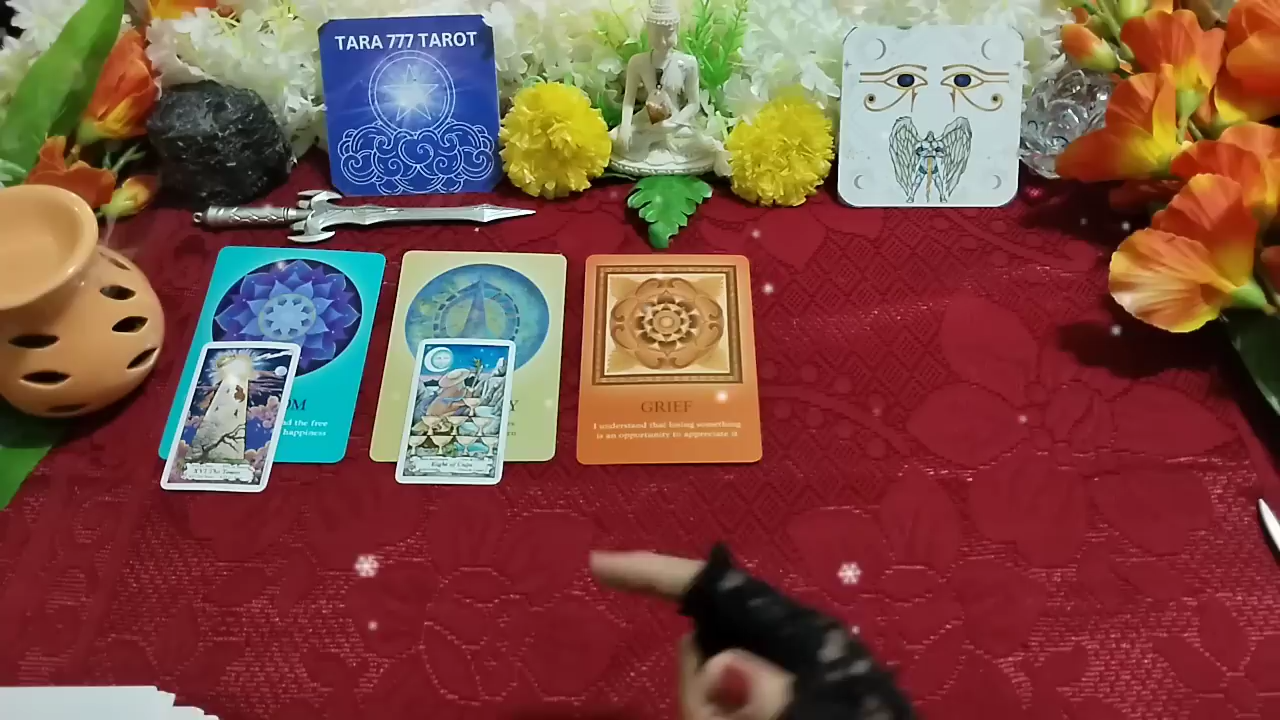 TARA 777 TAROT
OM
nd the free
happiness
Y
GRIEF
I understand that losing something
is an opportunity to appreciate it
XVI The Tower
Eight of Cups